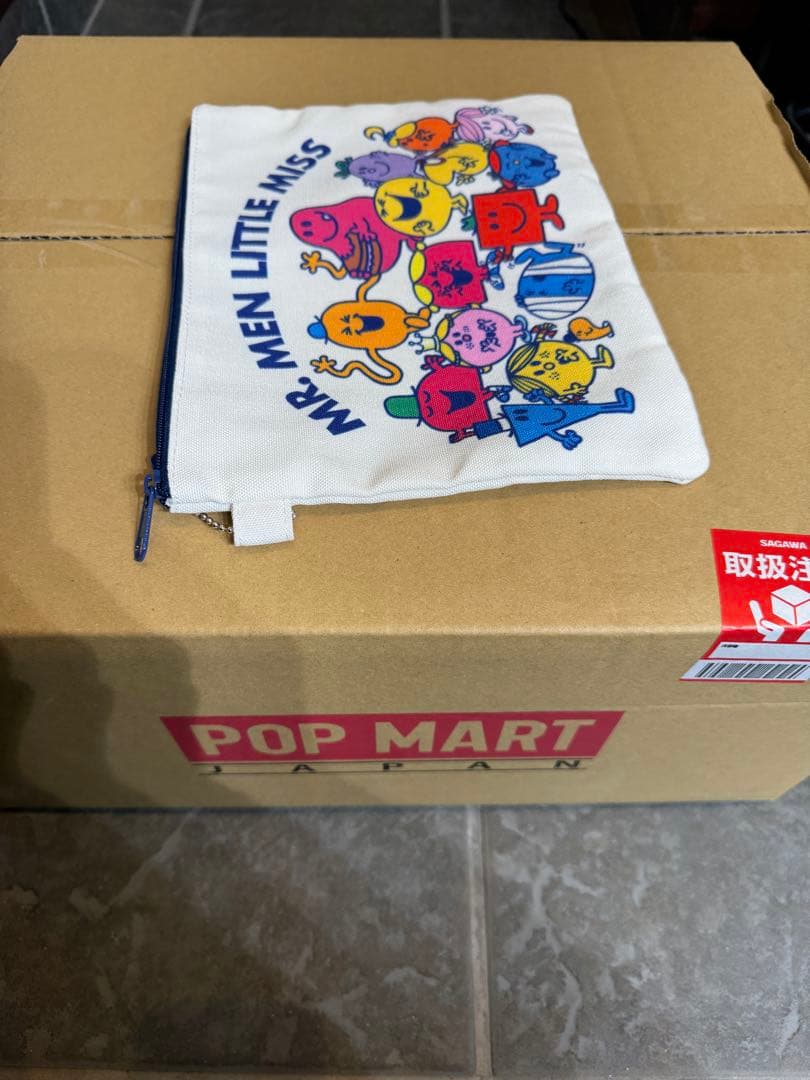 MR. MEN LITTLE MISS
SAGAWA
取扱注
POP MART
JAPAN